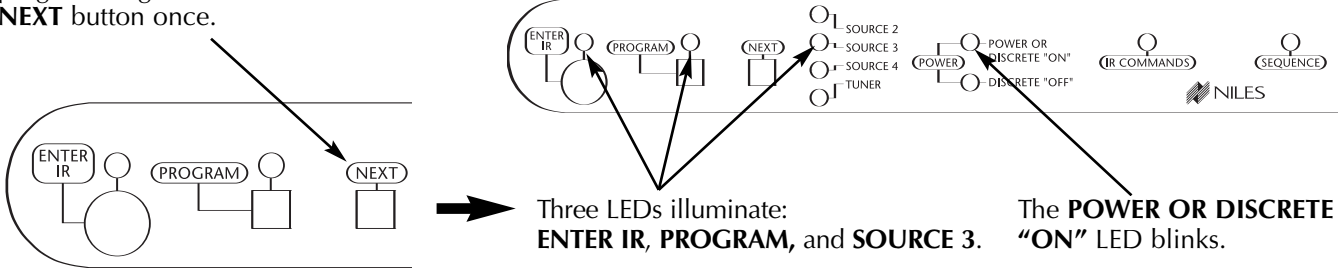 NEXT button once.
ENTER
IR
PROGRAM
NEXT
SOURCE 2
SOURCE 3
SOURCE 4
TUNER
POWER
POWER OR
DISCRETE "ON"
DISCRETE "OFF"
IR COMMANDS
SEQUENCE
NILES
ENTER
IR
PROGRAM
NEXT
Three LEDs illuminate:
ENTER IR, PROGRAM, and SOURCE 3.
The POWER OR DISCRETE
“ON” LED blinks.